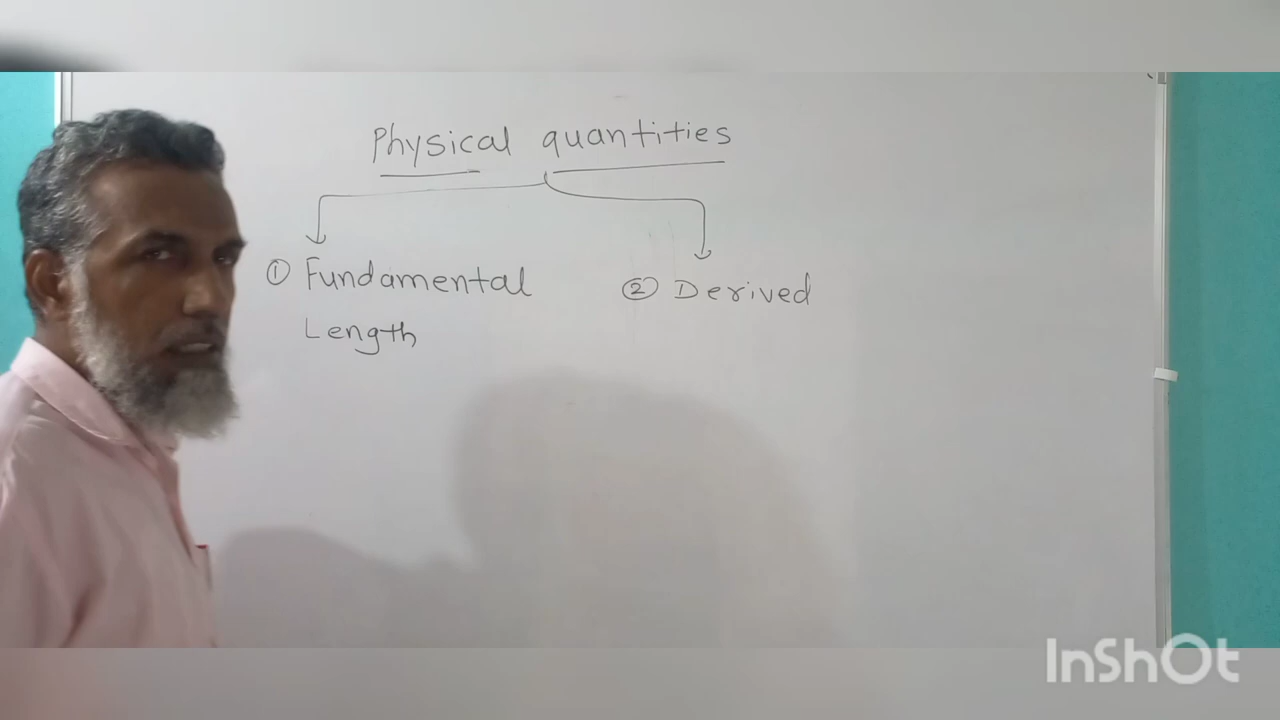 Physical quantities
① Fundamental ② Derived
Length
InShOt